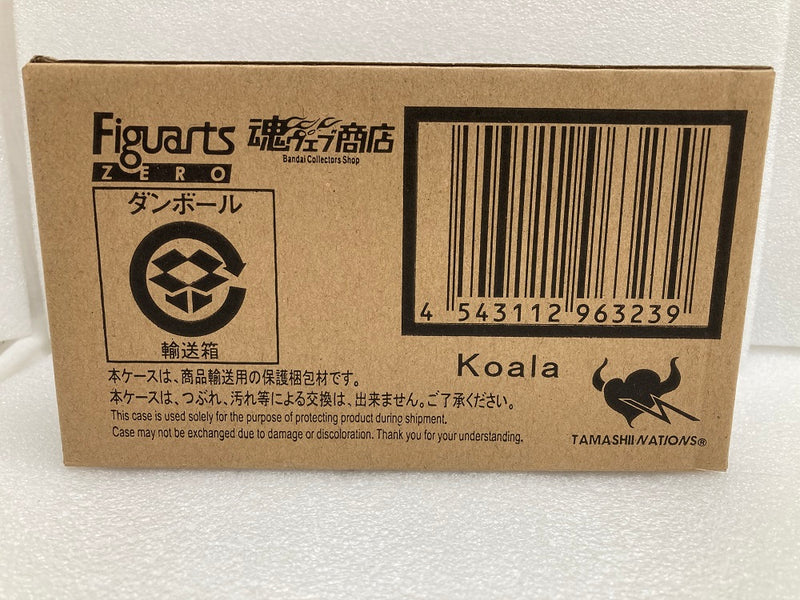 Figuarts
ZERO
魂ウェブ商店
Bandai Collectors Shop
ダンボール
輸送箱
4 543112 963239
Koala
本ケースは、商品輸送用の保護梱包材です。
本ケースは、つぶれ、汚れ等による交換は、出来ません。ご了承ください。
This case is used solely for the purpose of protecting product during shipment.
Case may not be exchanged due to damage or discoloration. Thank you for your understanding.
TAMASHII NATIONS®